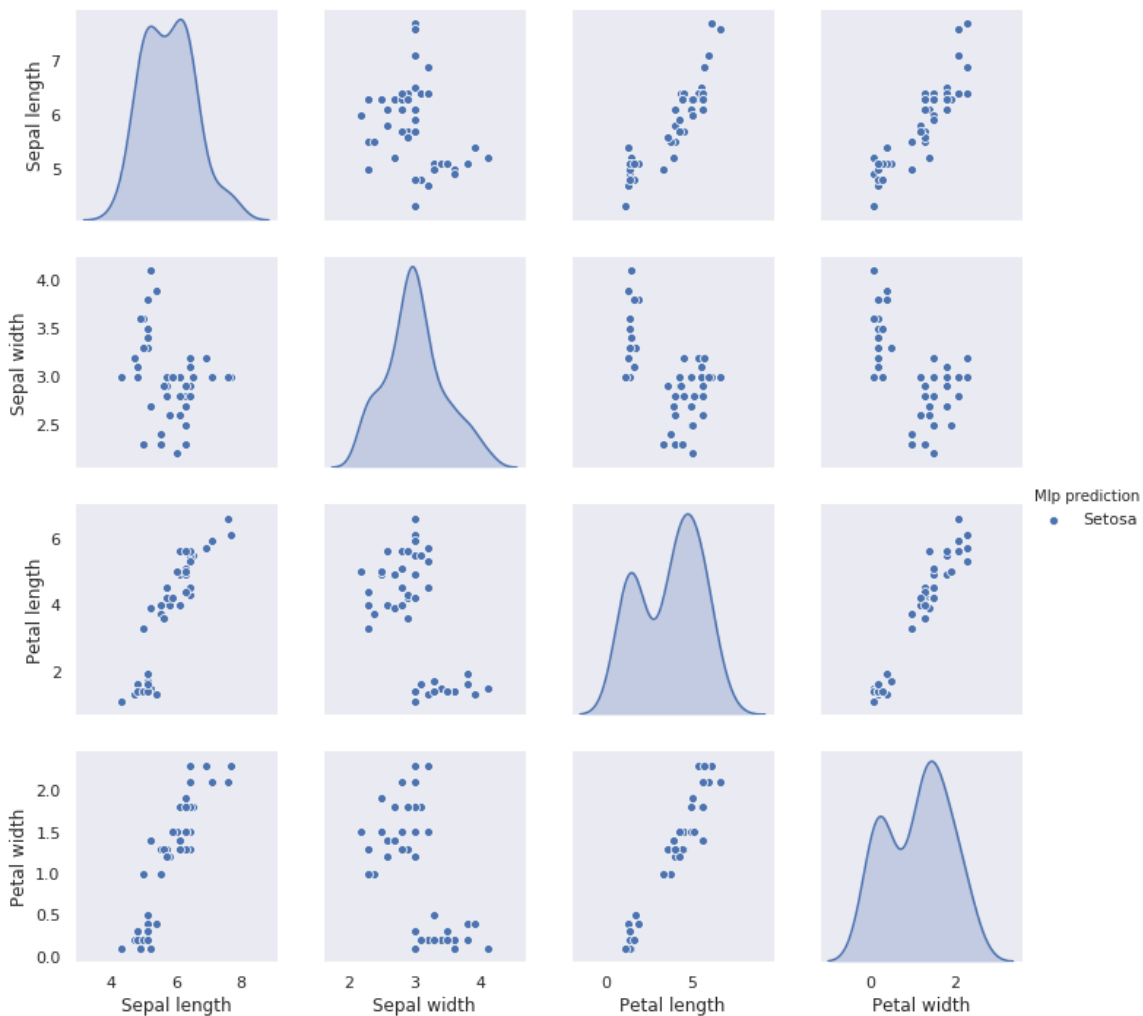 Sepal length
7
6
5
Sepal width
4.0
3.5
3.0
2.5
Mlp prediction
Setosa
Petal length
6
4
2
Petal width
2.0
1.5
1.0
0.5
0.0
4 6 8
2 3 4
0 5
0 2
Sepal length
Sepal width
Petal length
Petal width